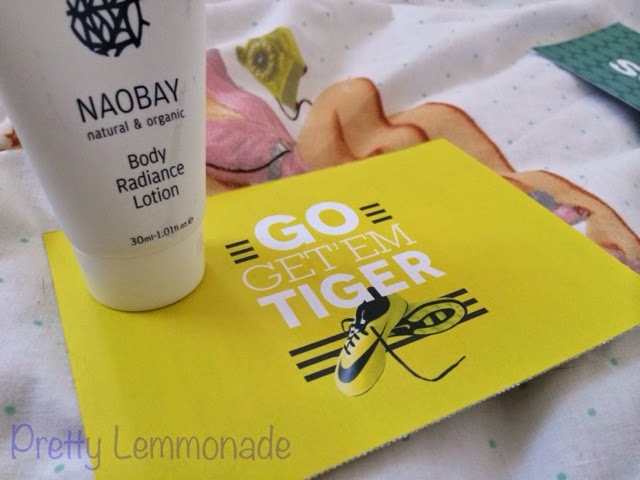 NAOBAY
natural & organic
Body
Radiance
Lotion
30ml-1.01fl.oz e
GO
GET'EM
TIGER
S
Pretty Lemmonade